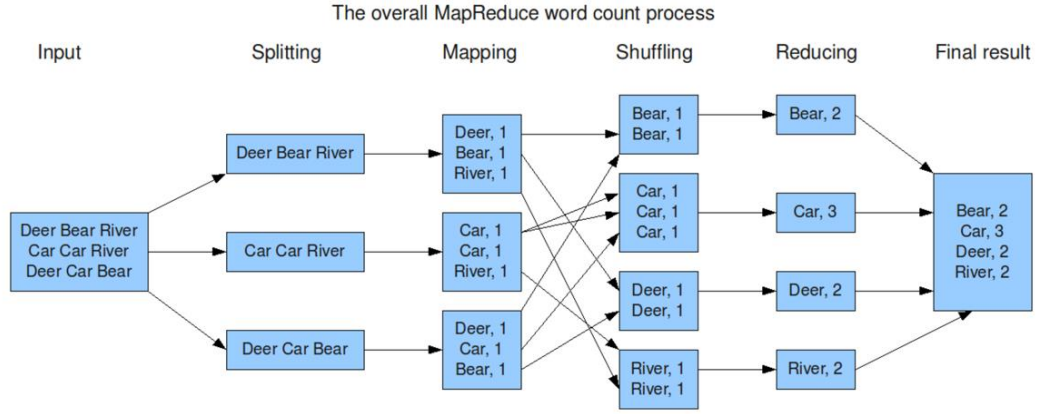 The overall MapReduce word count process
Input
Splitting
Mapping
Shuffling
Reducing
Final result
Deer Bear River
Car Car River
Deer Car Bear
Deer Bear River
Car Car River
Deer Car Bear
Deer, 1
Bear, 1
River, 1
Car, 1
Car, 1
River, 1
Deer, 1
Car, 1
Bear, 1
Bear, 1
Bear, 1
Car, 1
Car, 1
Car, 1
Deer, 1
Deer, 1
River, 1
River, 1
Bear, 2
Car, 3
Deer, 2
River, 2
Bear, 2
Car, 3
Deer, 2
River, 2